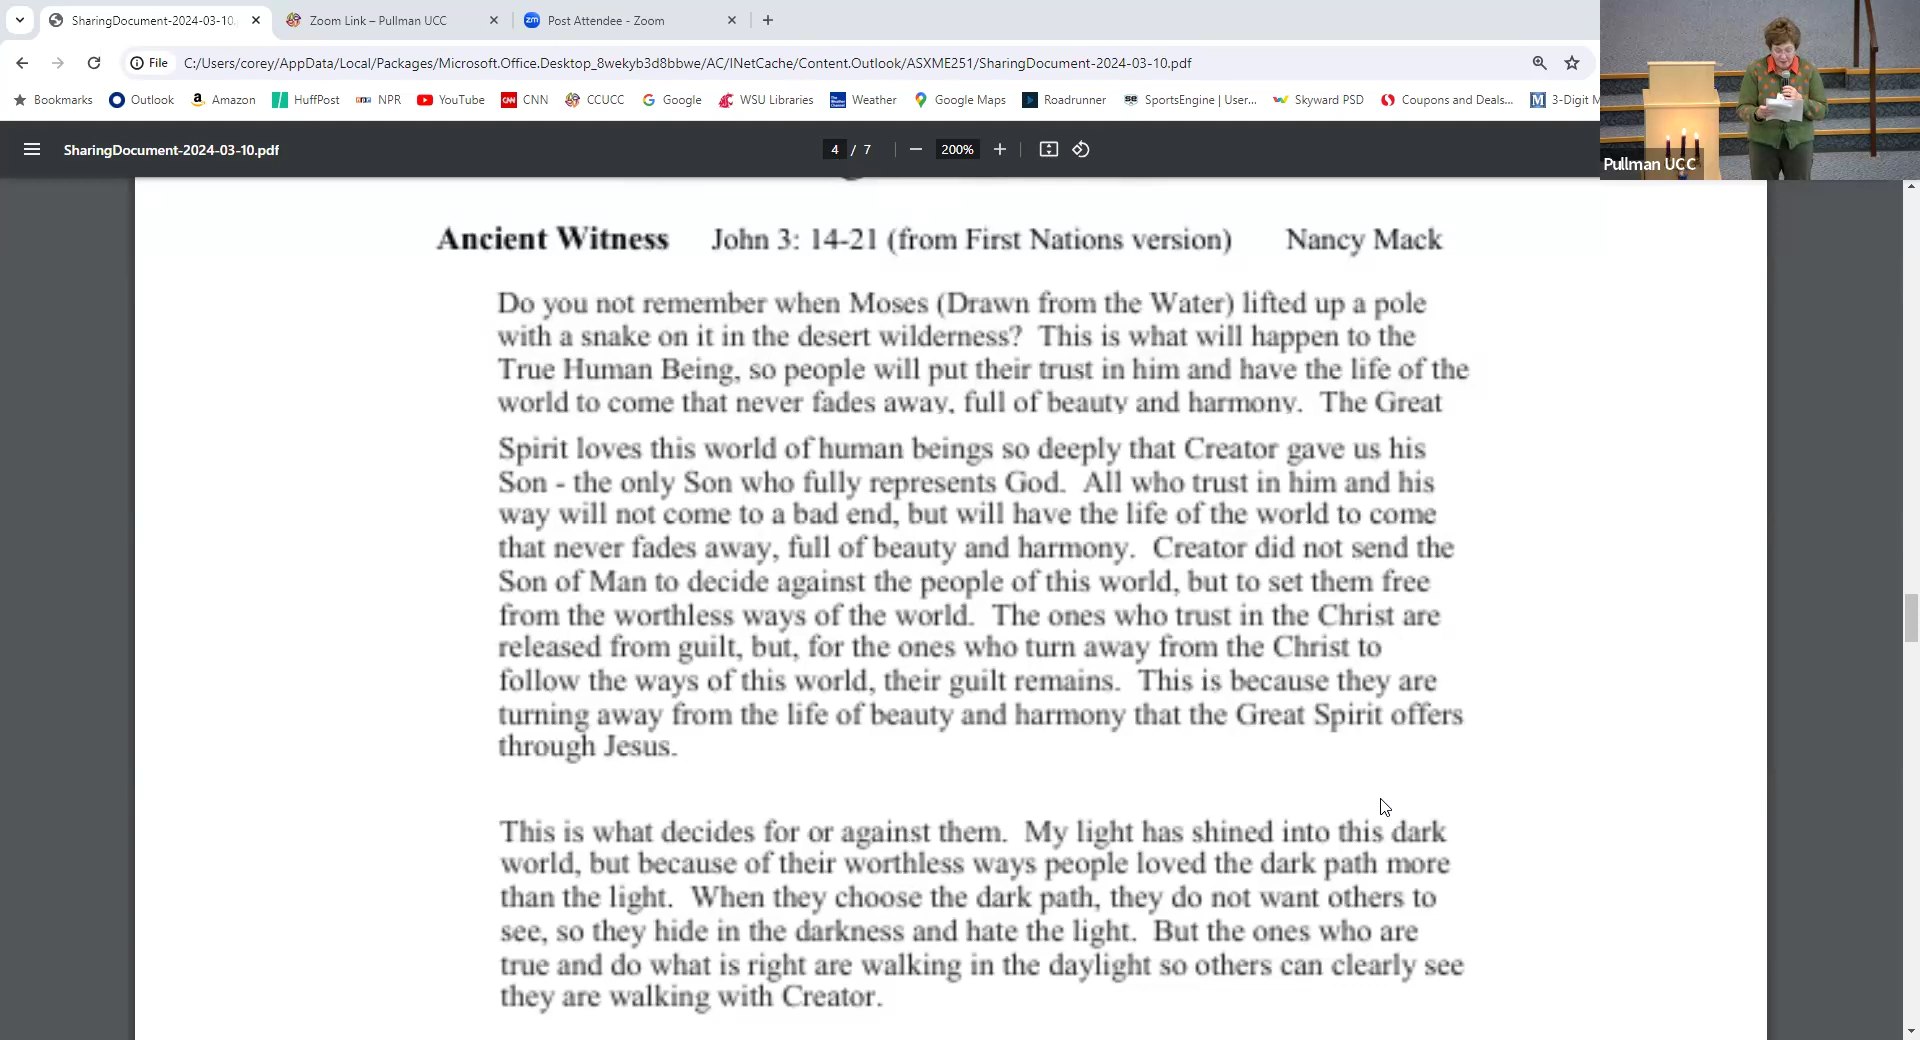 SharingDocument-2024-03-10.
Zoom Link – Pullman UCC
Post Attendee - Zoom
File C:/Users/corey/AppData/Local/Packages/Microsoft.Office.Desktop_8wekyb3d8bbwe/AC/INetCache/Content.Outlook/ASXME251/SharingDocument-2024-03-10.pdf
Bookmarks Outlook Amazon HuffPost NPR YouTube CNN CCUCC Google WSU Libraries Weather Google Maps Roadrunner SportsEngine | User... Skyward PSD Coupons and Deals... 3-Digit M
Pullman UCC
SharingDocument-2024-03-10.pdf 4 / 7 200%
Ancient Witness John 3: 14-21 (from First Nations version) Nancy Mack
Do you not remember when Moses (Drawn from the Water) lifted up a pole
with a snake on it in the desert wilderness? This is what will happen to the
True Human Being, so people will put their trust in him and have the life of the
world to come that never fades away, full of beauty and harmony. The Great
Spirit loves this world of human beings so deeply that Creator gave us his
Son - the only Son who fully represents God. All who trust in him and his
way will not come to a bad end, but will have the life of the world to come
that never fades away, full of beauty and harmony. Creator did not send the
Son of Man to decide against the people of this world, but to set them free
from the worthless ways of the world. The ones who trust in the Christ are
released from guilt, but, for the ones who turn away from the Christ to
follow the ways of this world, their guilt remains. This is because they are
turning away from the life of beauty and harmony that the Great Spirit offers
through Jesus.
This is what decides for or against them. My light has shined into this dark
world, but because of their worthless ways people loved the dark path more
than the light. When they choose the dark path, they do not want others to
see, so they hide in the darkness and hate the light. But the ones who are
true and do what is right are walking in the daylight so others can clearly see
they are walking with Creator.